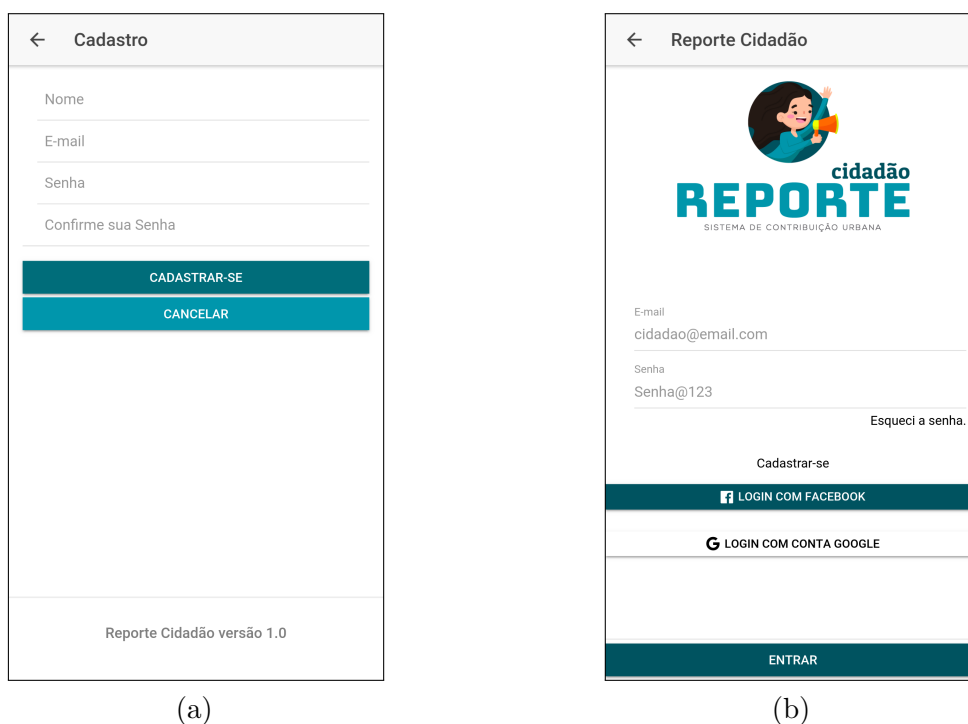 Cadastro
Nome
E-mail
Senha
Confirme sua Senha
CADASTRAR-SE
CANCELAR
Reporte Cidadão versão 1.0
(a)
Reporte Cidadão
cidadão
REPORTE
SISTEMA DE CONTRIBUIÇÃO URBANA
E-mail
cidadao@email.com
Senha
Senha@123
Esqueci a senha.
Cadastrar-se
LOGIN COM FACEBOOK
LOGIN COM CONTA GOOGLE
ENTRAR
(b)